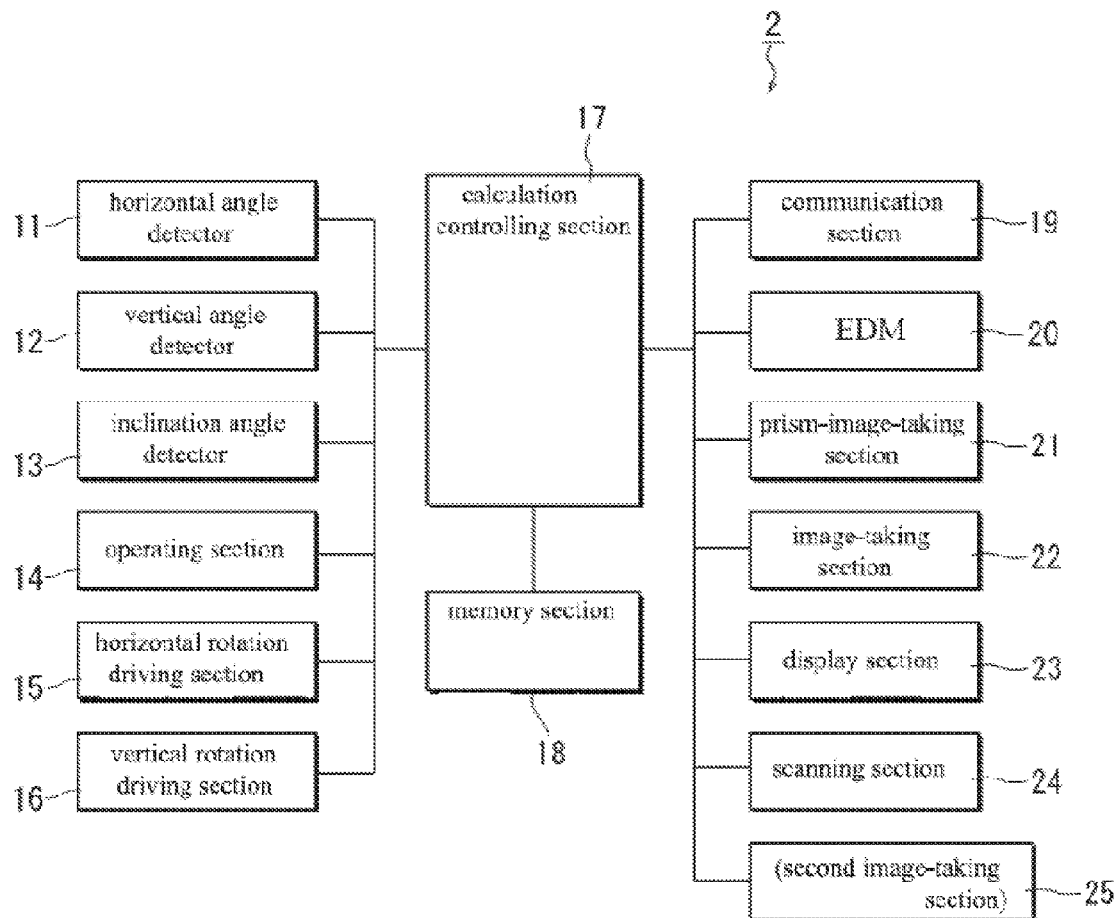 2
17
horizontal angle
detector
11
vertical angle
detector
12
inclination angle
detector
13
operating section
14
horizontal rotation
driving section
15
vertical rotation
driving section
16
calculation
controlling section
memory section
18
communication
section
19
EDM
20
prism-image-taking
section
21
image-taking
section
22
display section
23
scanning section
24
(second image-taking
section)
25